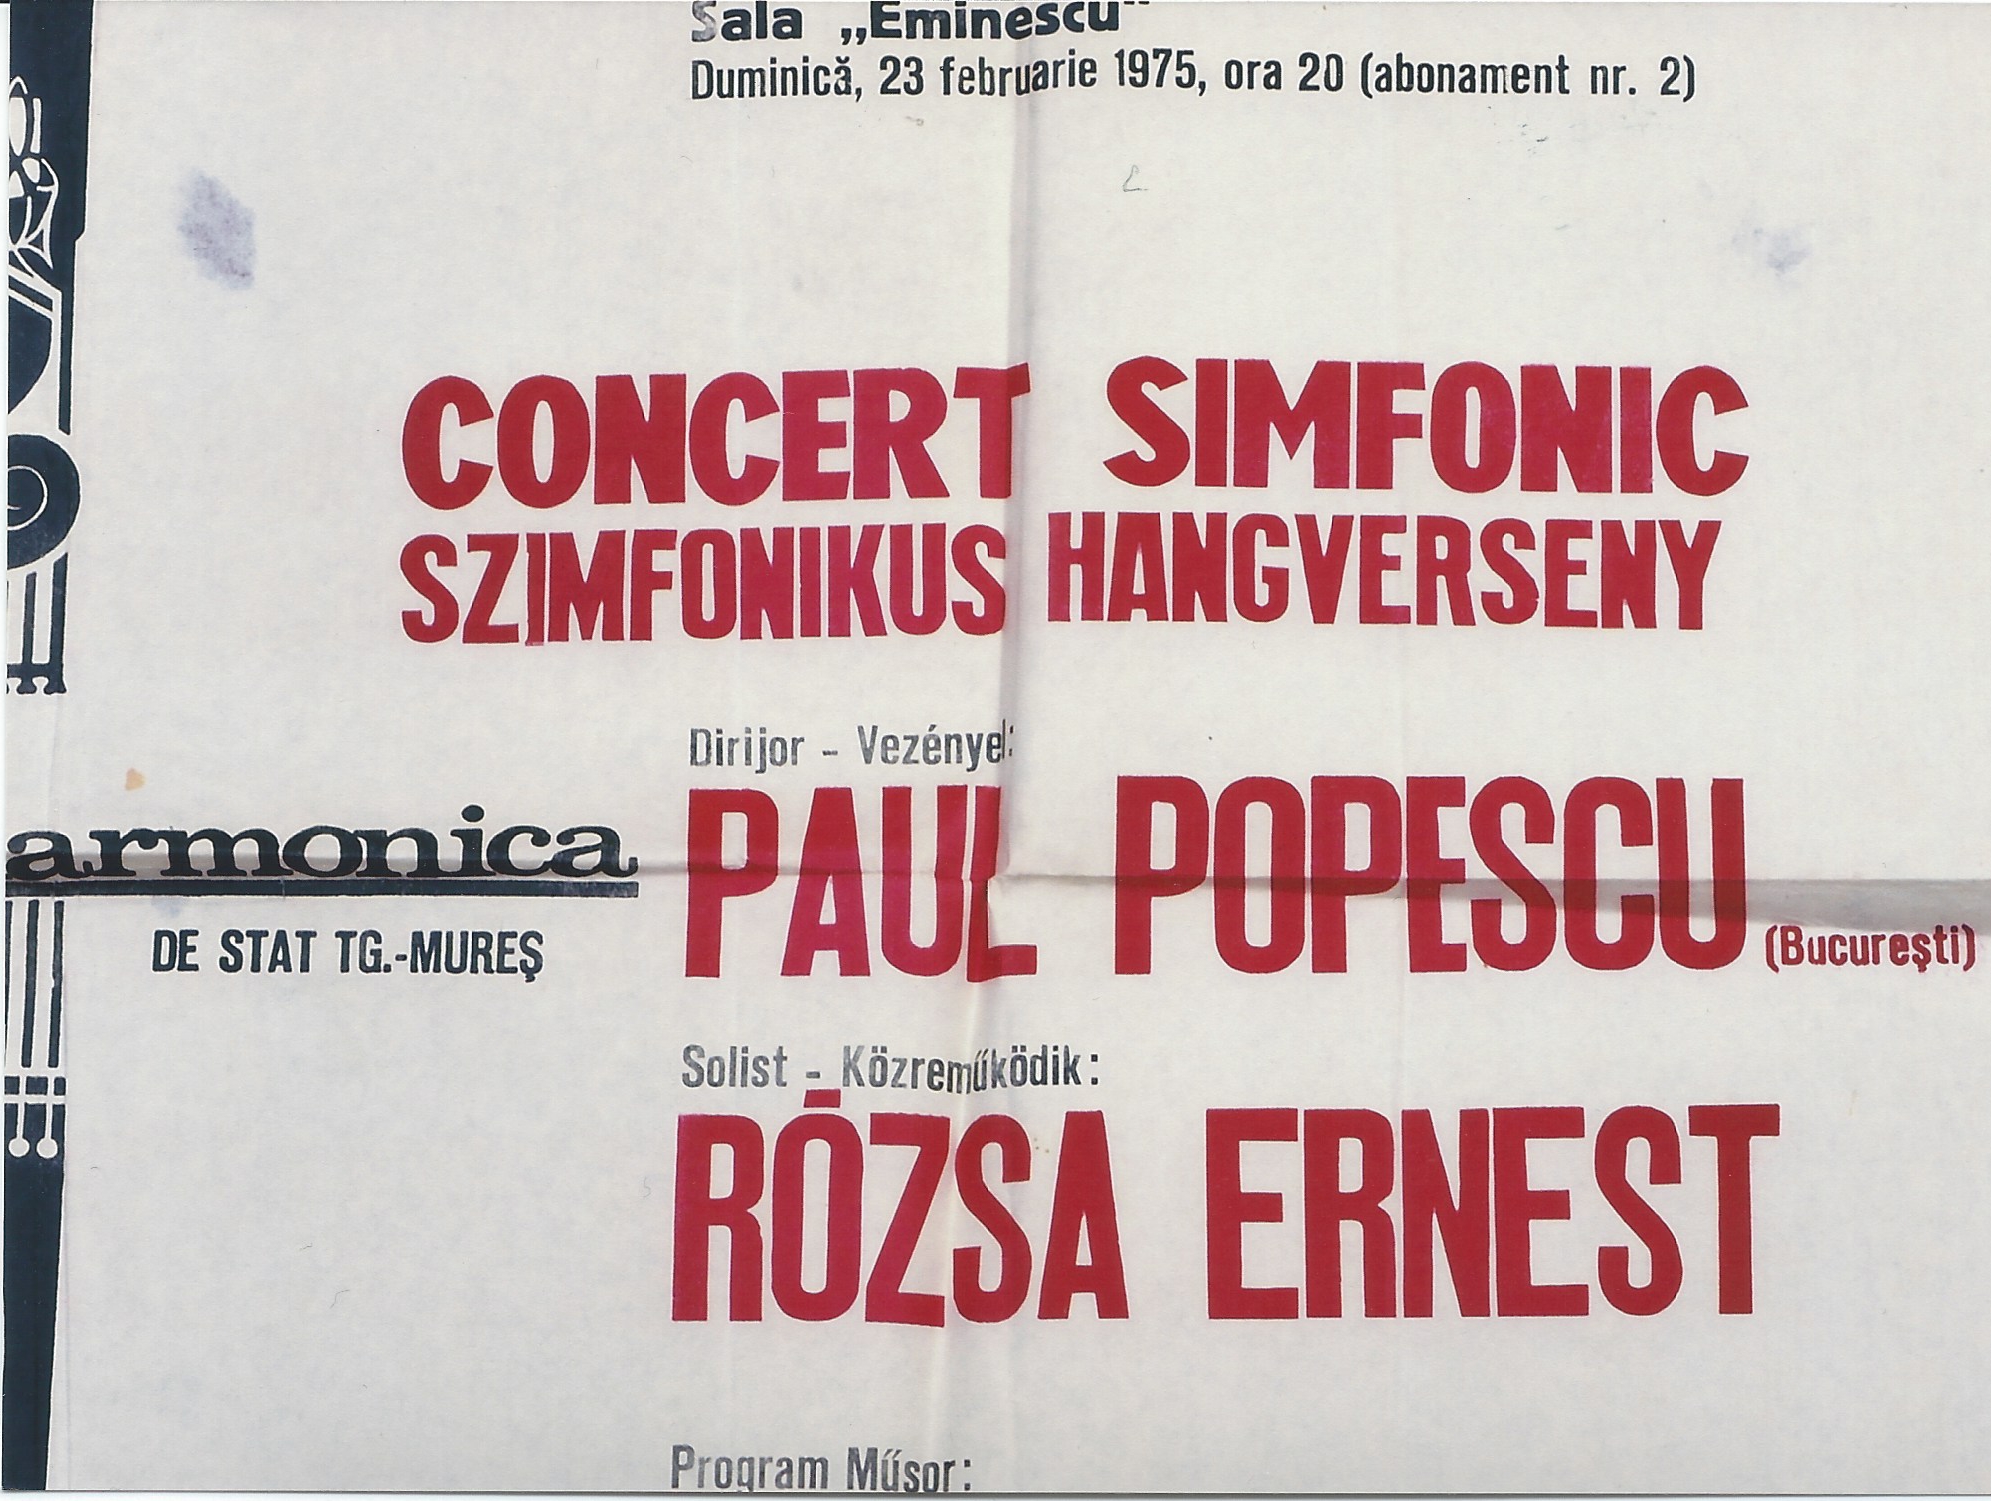 Sala „Eminescu"
Duminică, 23 februarie 1975, ora 20 (abonament nr. 2)
CONCERT SIMFONIC
SZIMFONIKUS HANGVERSENY
Dirijor - Vezényel:
PAUL POPESCU (Bucureşti)
armonica
DE STAT TG.-MUREŞ
Solist - Közreműködik:
RÓZSA ERNEST
Program Műsor: